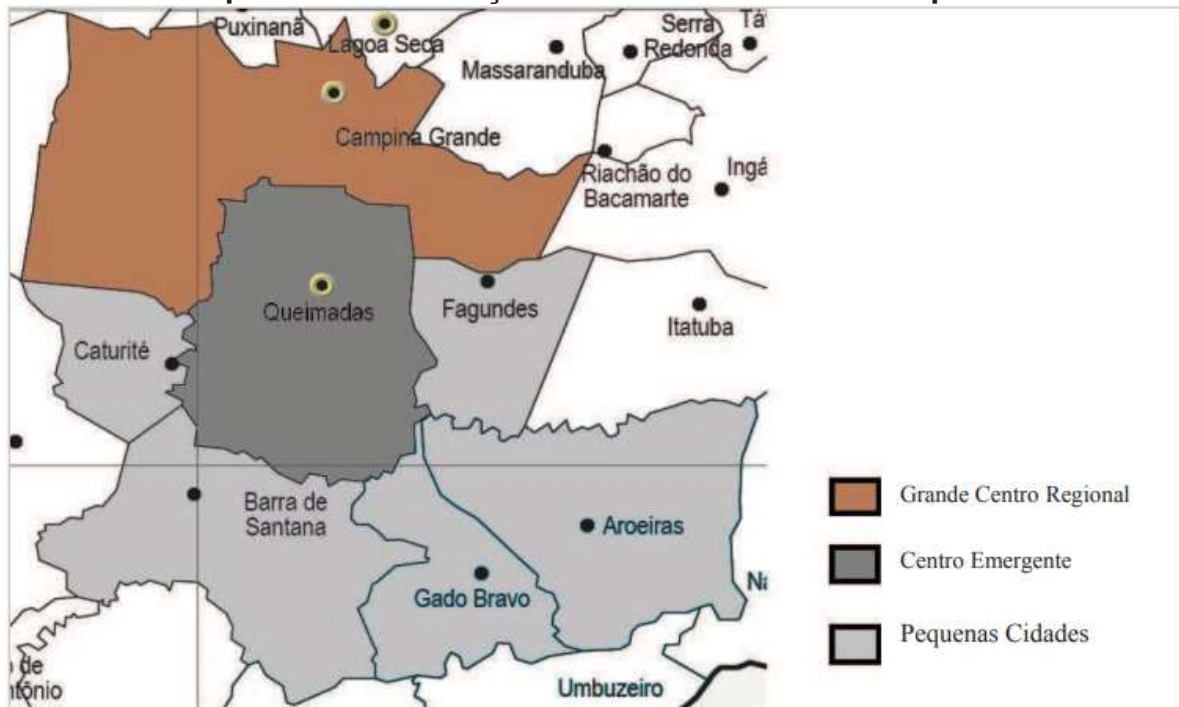 Puxinanã
Lagoa Seca
Serra
Redonda
Massaranduba
Campina Grande
Riachão do
Bacamarte
Ingá
Queimadas
Fagundes
Itatuba
Caturité
Barra de
Santana
Aroeiras
Gado Bravo
Umbuzeiro
Grande Centro Regional
Centro Emergente
Pequenas Cidades